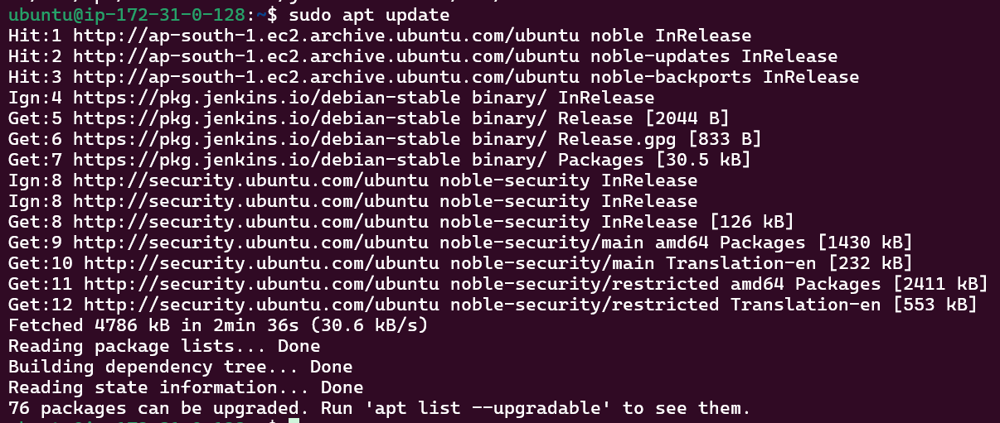 ubuntu@ip-172-31-0-128:~$ sudo apt update
Hit:1 http://ap-south-1.ec2.archive.ubuntu.com/ubuntu noble InRelease
Hit:2 http://ap-south-1.ec2.archive.ubuntu.com/ubuntu noble-updates InRelease
Hit:3 http://ap-south-1.ec2.archive.ubuntu.com/ubuntu noble-backports InRelease
Ign:4 https://pkg.jenkins.io/debian-stable binary/ InRelease
Get:5 https://pkg.jenkins.io/debian-stable binary/ Release [2044 B]
Get:6 https://pkg.jenkins.io/debian-stable binary/ Release.gpg [833 B]
Get:7 https://pkg.jenkins.io/debian-stable binary/ Packages [30.5 kB]
Ign:8 http://security.ubuntu.com/ubuntu noble-security InRelease
Ign:8 http://security.ubuntu.com/ubuntu noble-security InRelease
Get:8 http://security.ubuntu.com/ubuntu noble-security InRelease [126 kB]
Get:9 http://security.ubuntu.com/ubuntu noble-security/main amd64 Packages [1430 kB]
Get:10 http://security.ubuntu.com/ubuntu noble-security/main Translation-en [232 kB]
Get:11 http://security.ubuntu.com/ubuntu noble-security/restricted amd64 Packages [2411 kB]
Get:12 http://security.ubuntu.com/ubuntu noble-security/restricted Translation-en [553 kB]
Fetched 4786 kB in 2min 36s (30.6 kB/s)
Reading package lists... Done
Building dependency tree... Done
Reading state information... Done
76 packages can be upgraded. Run 'apt list --upgradable' to see them.